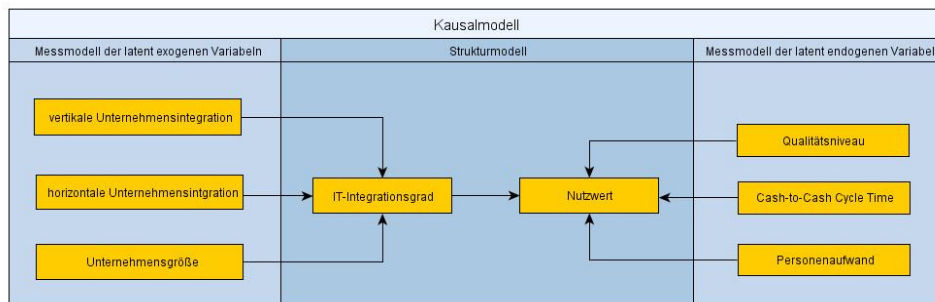 Kausalmodell
Messmodell der latent exogenen Variabeln
Strukturmodell
Messmodell der latent endogenen Variabeln
vertikale Unternehmensintegration
horizontale Unternehmensintgration
Unternehmensgröße
IT-Integrationsgrad
Nutzwert
Qualitätsniveau
Cash-to-Cash Cycle Time
Personenaufwand